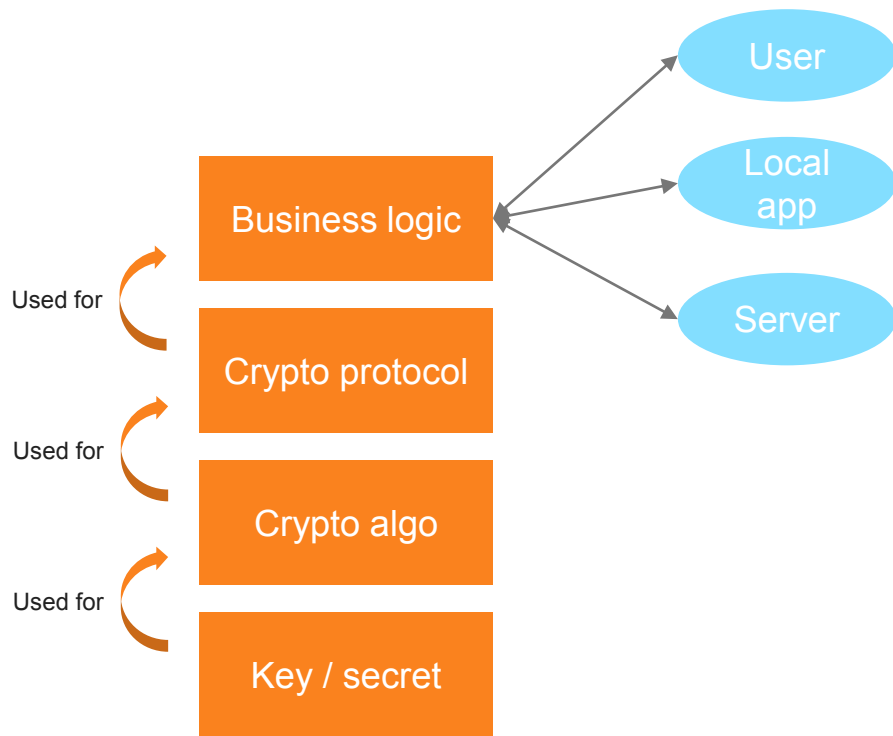 User
Local
app
Business logic
Used for
Server
Crypto protocol
Used for
Crypto algo
Used for
Key / secret